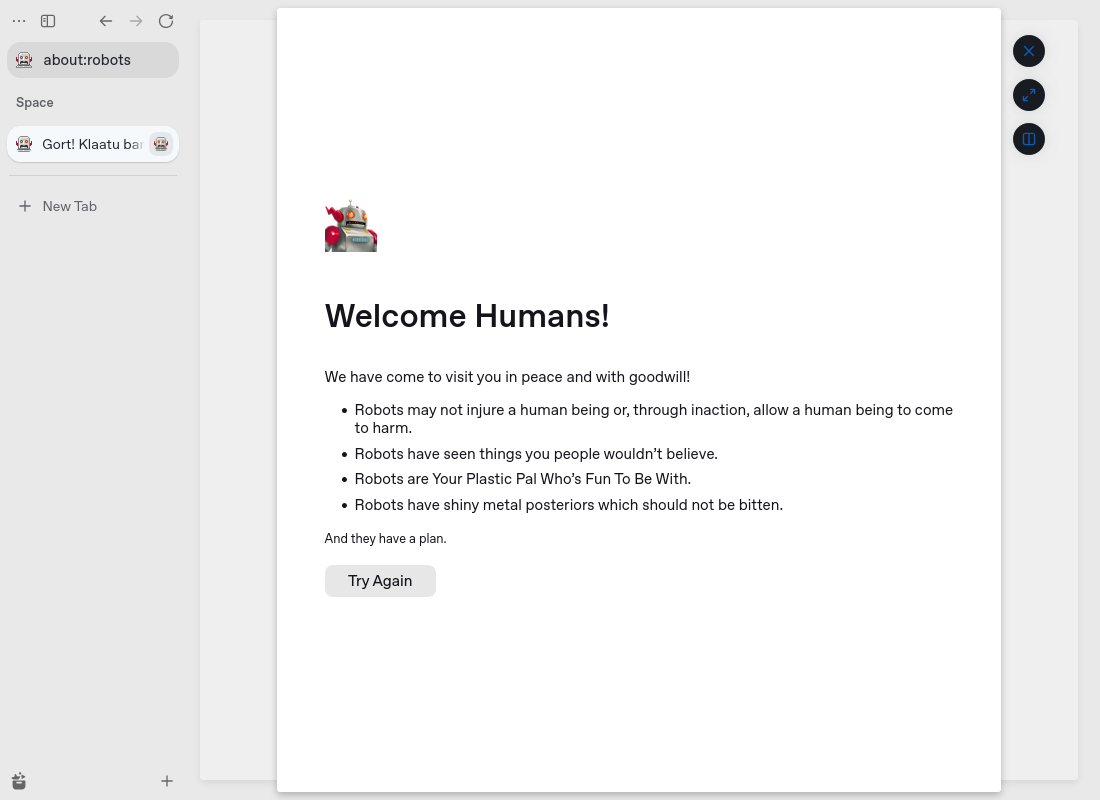 about:robots
Space
Gort! Klaatu bar
New Tab
Welcome Humans!
We have come to visit you in peace and with goodwill!
• Robots may not injure a human being or, through inaction, allow a human being to come
to harm.
• Robots have seen things you people wouldn’t believe.
• Robots are Your Plastic Pal Who’s Fun To Be With.
• Robots have shiny metal posteriors which should not be bitten.
And they have a plan.
Try Again